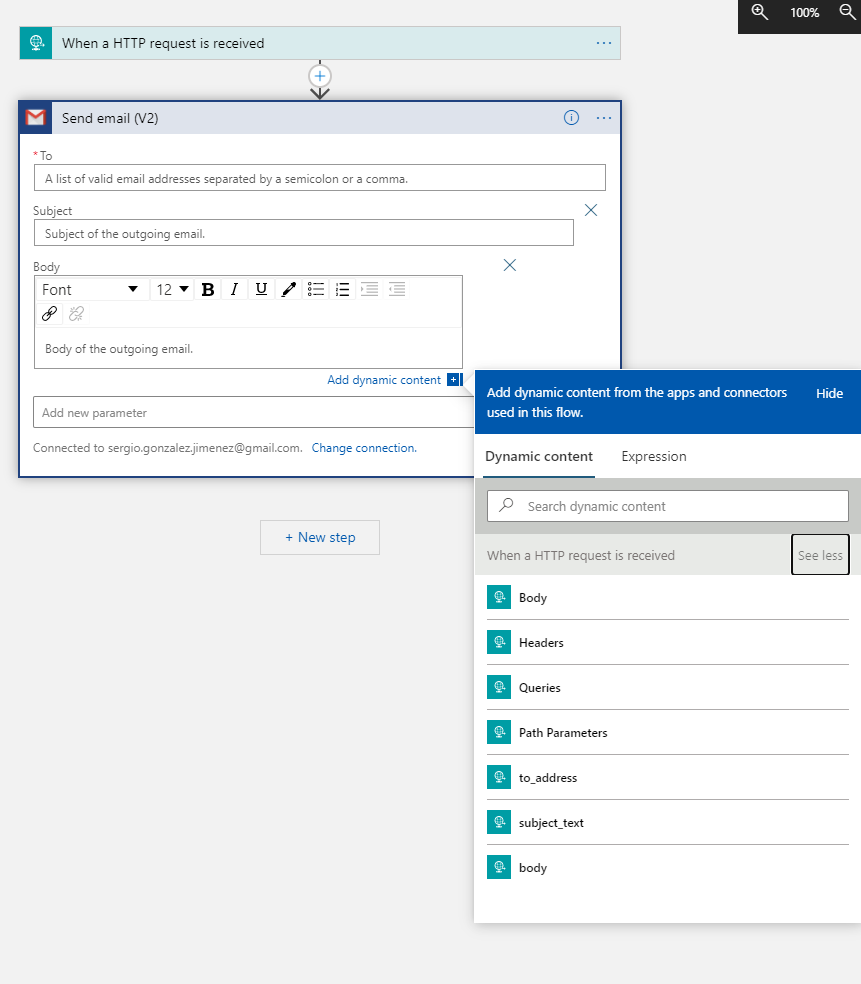 100%
When a HTTP request is received
...
Send email (V2)
...
* To
A list of valid email addresses separated by a semicolon or a comma.
Subject
Subject of the outgoing email.
Body
Font 12 B I U
Body of the outgoing email.
Add dynamic content
Add new parameter
Connected to sergio.gonzalez.jimenez@gmail.com. Change connection.
+ New step
Add dynamic content from the apps and connectors
used in this flow.
Hide
Dynamic content Expression
Search dynamic content
When a HTTP request is received See less
Body
Headers
Queries
Path Parameters
to_address
subject_text
body